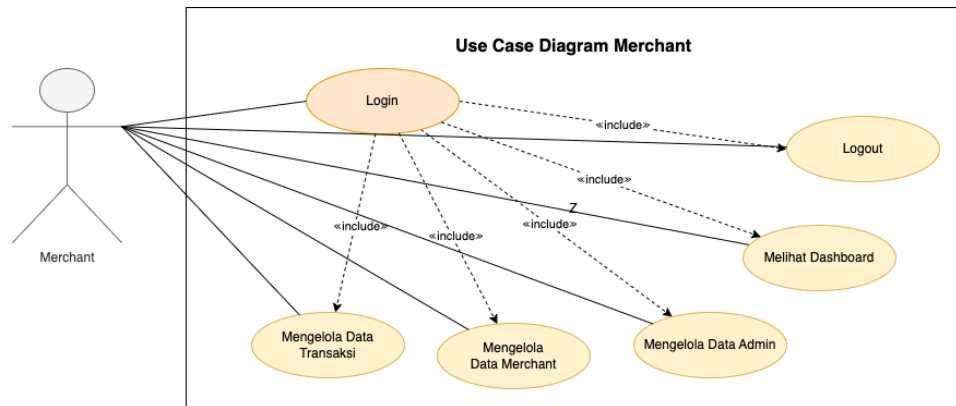 Use Case Diagram Merchant
Login
«include»
Logout
«include»
Z
«include»
«include»
«include»
Merchant
Melihat Dashboard
Mengelola Data
Transaksi
Mengelola
Data Merchant
Mengelola Data Admin